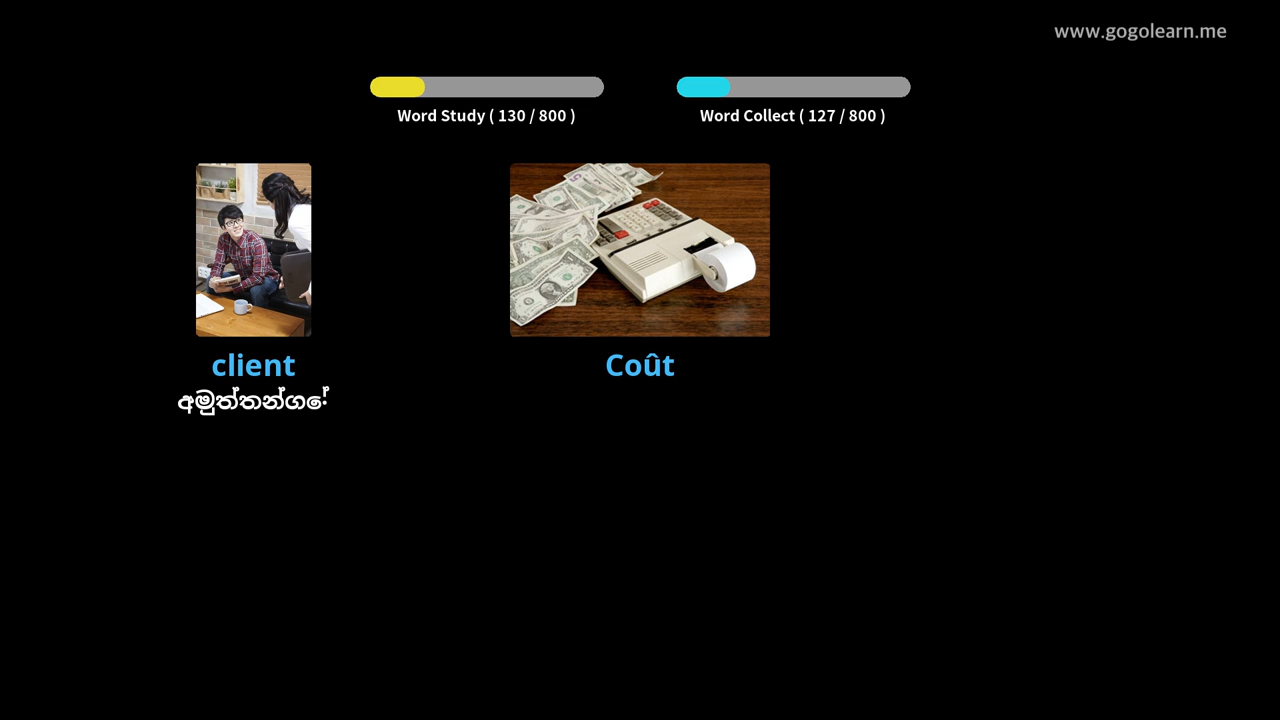 www.gogolearn.me
Word Study ( 130 / 800 )
Word Collect ( 127 / 800 )
client
Coût
අමුත්තන්ගේ